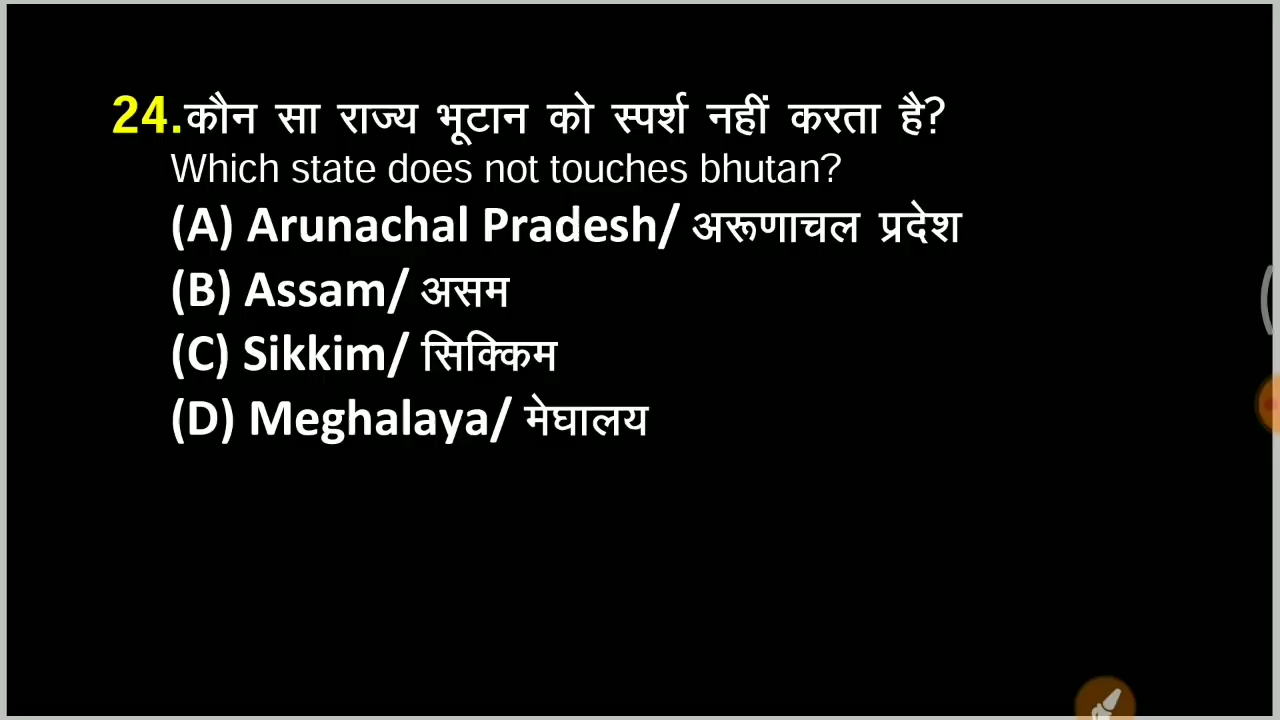 24.कौन सा राज्य भूटान को स्पर्श नहीं करता है?
Which state does not touches bhutan?
(A) Arunachal Pradesh/ अरूणाचल प्रदेश
(B) Assam/ असम
(C) Sikkim/ सिक्किम
(D) Meghalaya/ मेघालय